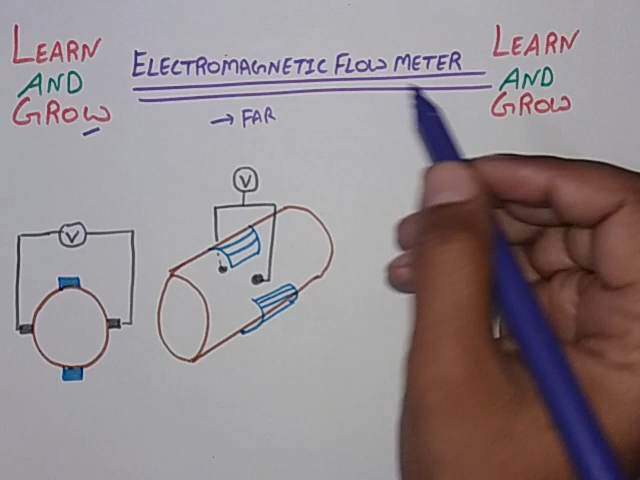 LEARN
AND
GROW
ELECTROMAGNETIC FLOW METER
LEARN
AND
GROW
→ FAR
V
V